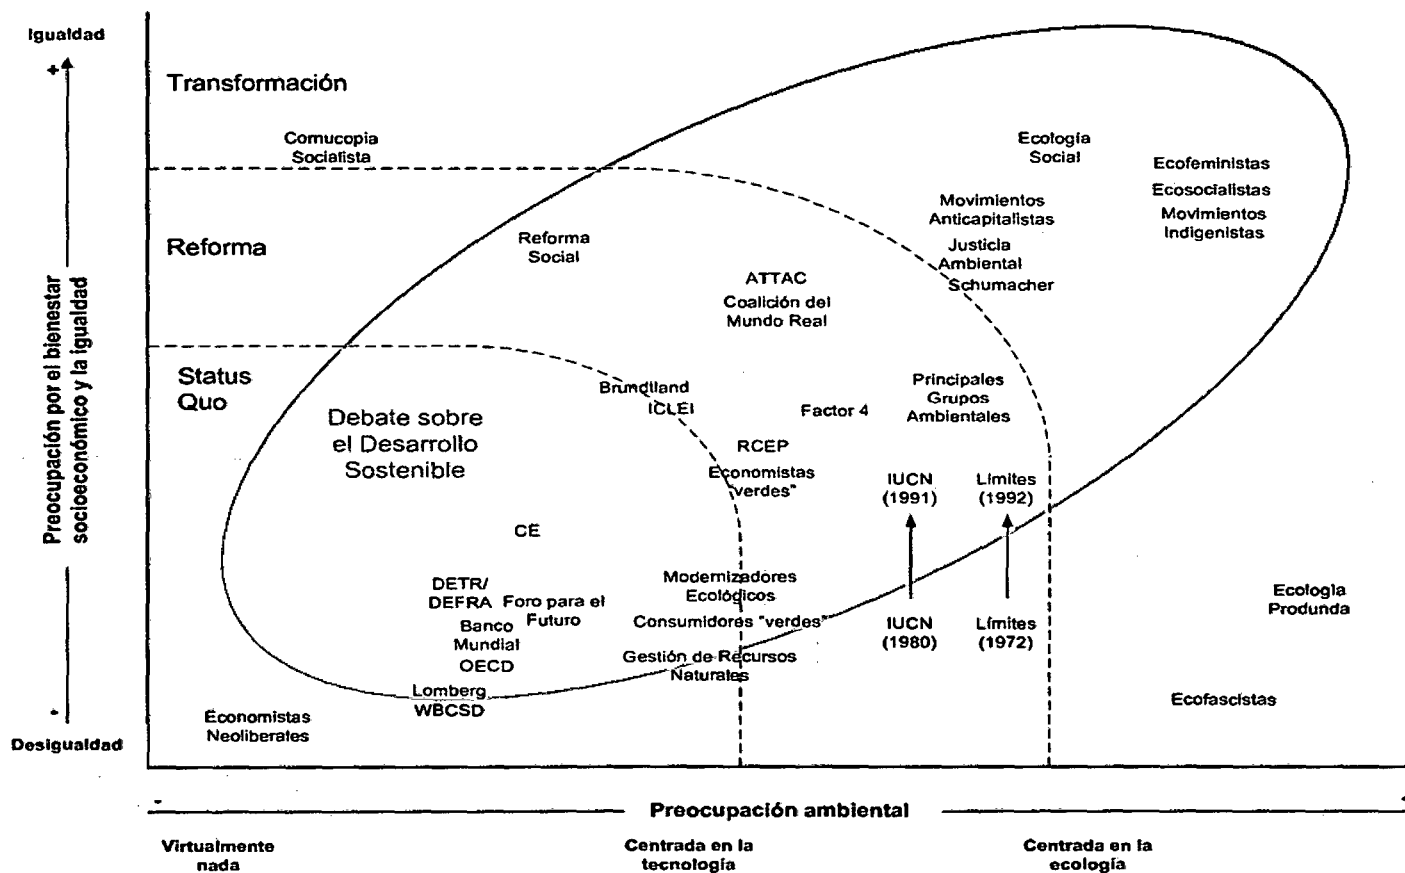 Igualdad
+
Transformación
Cornucopia
Socialista
Ecología
Social
Ecofeministas
Ecosocialistas
Movimientos
Indigenistas
Movimientos
Anticapitalistas
Justicia
Ambiental
Schumacher
Reforma
Reforma
Social
ATTAC
Coalición del
Mundo Real
Preocupación por el bienestar
socioeconómico y la igualdad
Status
Quo
Debate sobre
el Desarrollo
Sostenible
Brundtland
ICLEI
Factor 4
Principales
Grupos
Ambientales
RCEP
Economistas
"verdes"
IUCN
(1991)
Límites
(1992)
CE
DETR/
DEFRA
Foro para el
Futuro
Banco
Mundial
OECD
Lomberg
WBCSD
Modernizadores
Ecológicos
Consumidores "verdes"
Gestión de Recursos
Naturales
IUCN
(1980)
Límites
(1972)
Ecología
Produnda
Ecofascistas
Economistas
Neoliberales
-
Desigualdad
-
Preocupación ambiental
+
Virtualmente
nada
Centrada en la
tecnología
Centrada en la
ecología